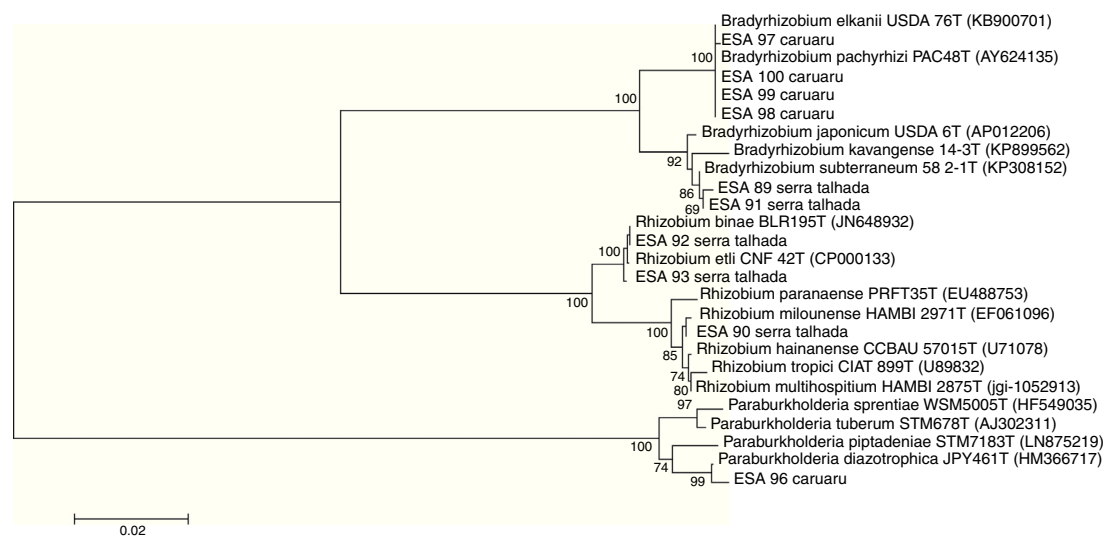 Bradyrhizobium elkanii USDA 76T (KB900701)
ESA 97 caruaru
100
Bradyrhizobium pachyrhizi PAC48T (AY624135)
ESA 100 caruaru
100
ESA 99 caruaru
ESA 98 caruaru
Bradyrhizobium japonicum USDA 6T (AP012206)
Bradyrhizobium kavangense 14-3T (KP899562)
92
Bradyrhizobium subterraneum 58 2-1T (KP308152)
ESA 89 serra talhada
86
ESA 91 serra talhada
69
Rhizobium binae BLR195T (JN648932)
ESA 92 serra talhada
100
Rhizobium etli CNF 42T (CP000133)
ESA 93 serra talhada
100
Rhizobium paranaense PRFT35T (EU488753)
Rhizobium milounense HAMBI 2971T (EF061096)
100
ESA 90 serra talhada
Rhizobium hainanense CCBAU 57015T (U71078)
85
Rhizobium tropici CIAT 899T (U89832)
74
Rhizobium multihospitium HAMBI 2875T (jgi-1052913)
80
97
Paraburkholderia sprentiae WSM5005T (HF549035)
Paraburkholderia tuberum STM678T (AJ302311)
100
Paraburkholderia piptadeniae STM7183T (LN875219)
Paraburkholderia diazotrophica JPY461T (HM366717)
74
99
ESA 96 caruaru
0.02